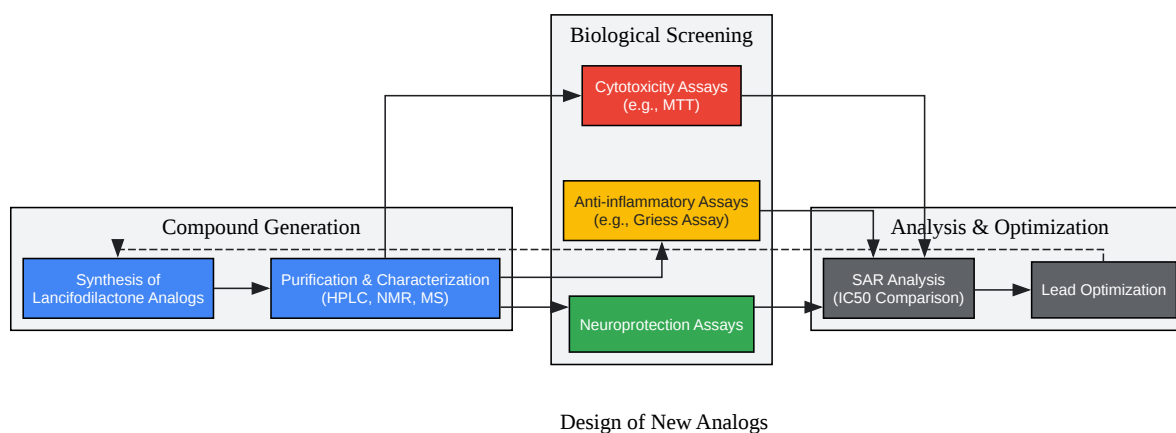 Biological Screening
Cytotoxicity Assays
(e.g., MTT)
Anti-inflammatory Assays
(e.g., Griess Assay)
Neuroprotection Assays
Compound Generation
Synthesis of
Lancifodilactone Analogs
Purification & Characterization
(HPLC, NMR, MS)
Analysis & Optimization
SAR Analysis
(IC50 Comparison)
Lead Optimization
Design of New Analogs